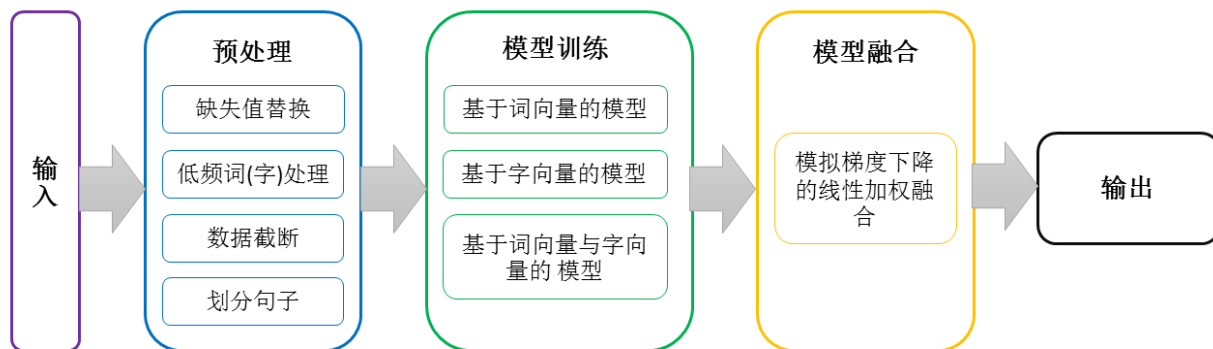 输
入
预处理
缺失值替换
低频词(字)处理
数据截断
划分句子
模型训练
基于词向量的模型
基于字向量的模型
基于词向量与字向
量的 模型
模型融合
模拟梯度下降
的线性加权融
合
输出